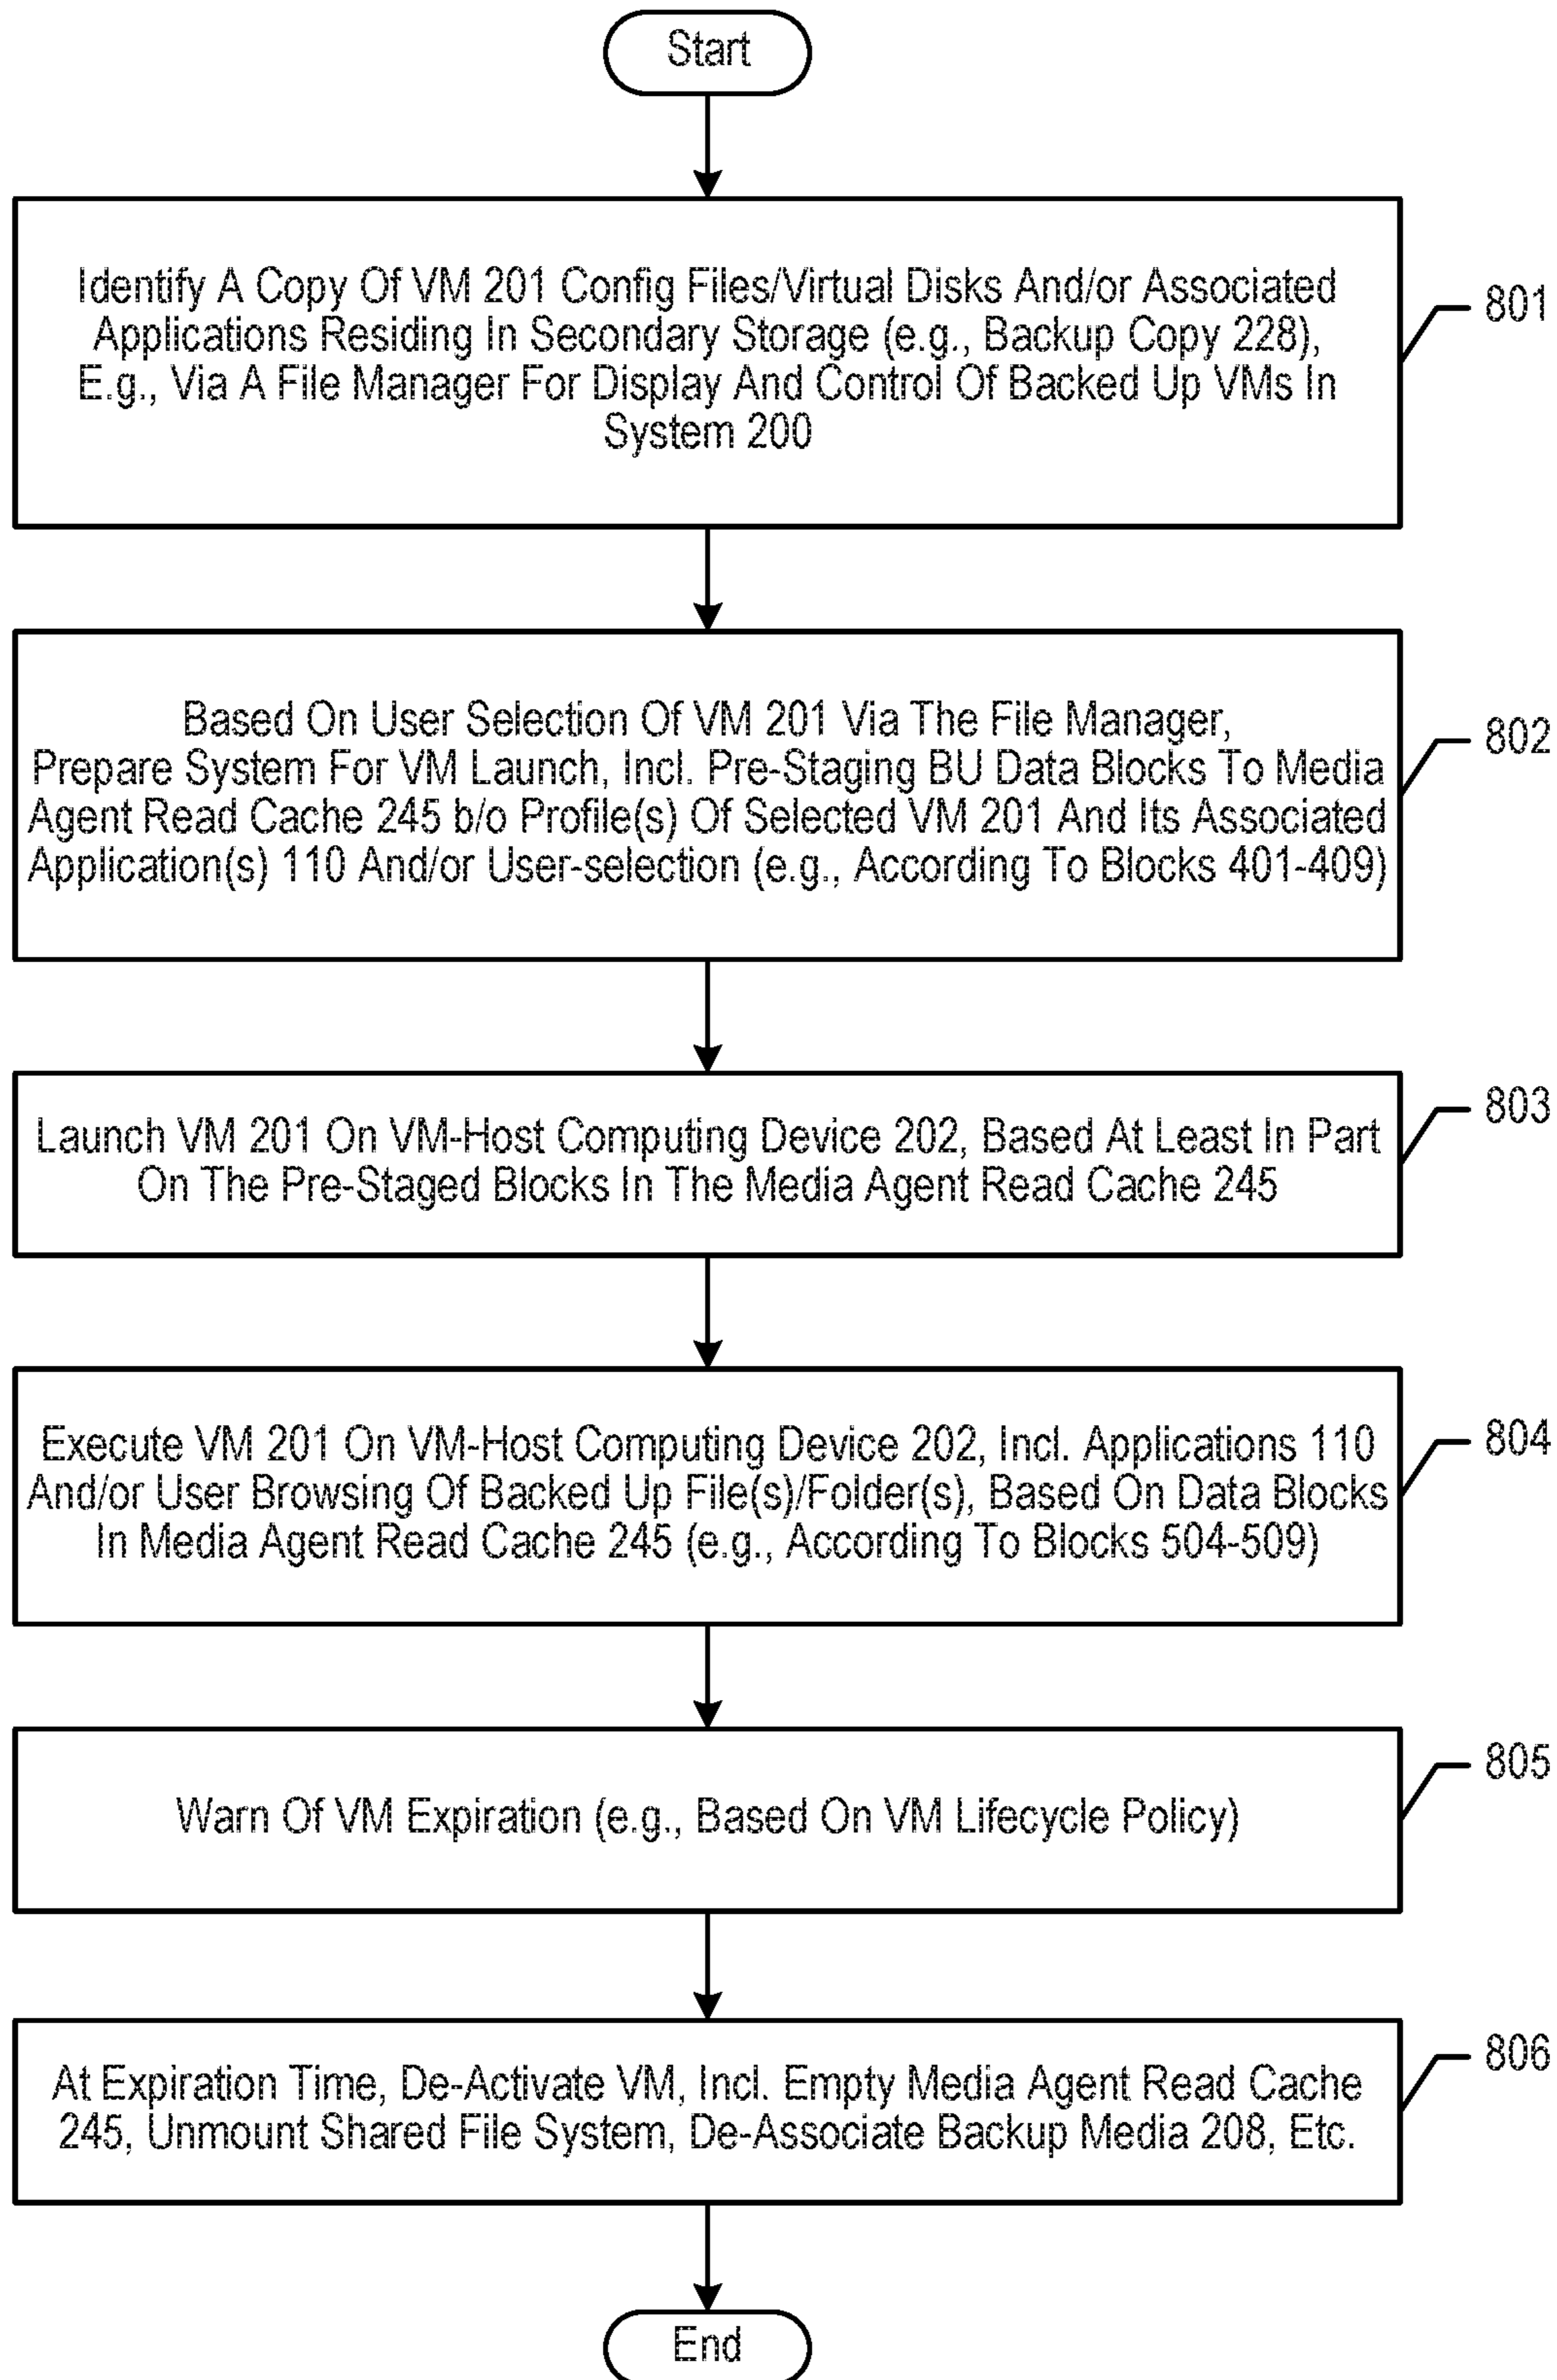 Start
Identify A Copy Of VM 201 Config Files/Virtual Disks And/or Associated
Applications Residing In Secondary Storage (e.g., Backup Copy 228),
E.g., Via A File Manager For Display And Control Of Backed Up VMs In
System 200
801
Based On User Selection Of VM 201 Via The File Manager,
Prepare System For VM Launch, Incl. Pre-Staging BU Data Blocks To Media
Agent Read Cache 245 b/o Profile(s) Of Selected VM 201 And Its Associated
Application(s) 110 And/or User-selection (e.g., According To Blocks 401-409)
802
Launch VM 201 On VM-Host Computing Device 202, Based At Least In Part
On The Pre-Staged Blocks In The Media Agent Read Cache 245
803
Execute VM 201 On VM-Host Computing Device 202, Incl. Applications 110
And/or User Browsing Of Backed Up File(s)/Folder(s), Based On Data Blocks
In Media Agent Read Cache 245 (e.g., According To Blocks 504-509)
804
Warn Of VM Expiration (e.g., Based On VM Lifecycle Policy)
805
At Expiration Time, De-Activate VM, Incl. Empty Media Agent Read Cache
245, Unmount Shared File System, De-Associate Backup Media 208, Etc.
806
End